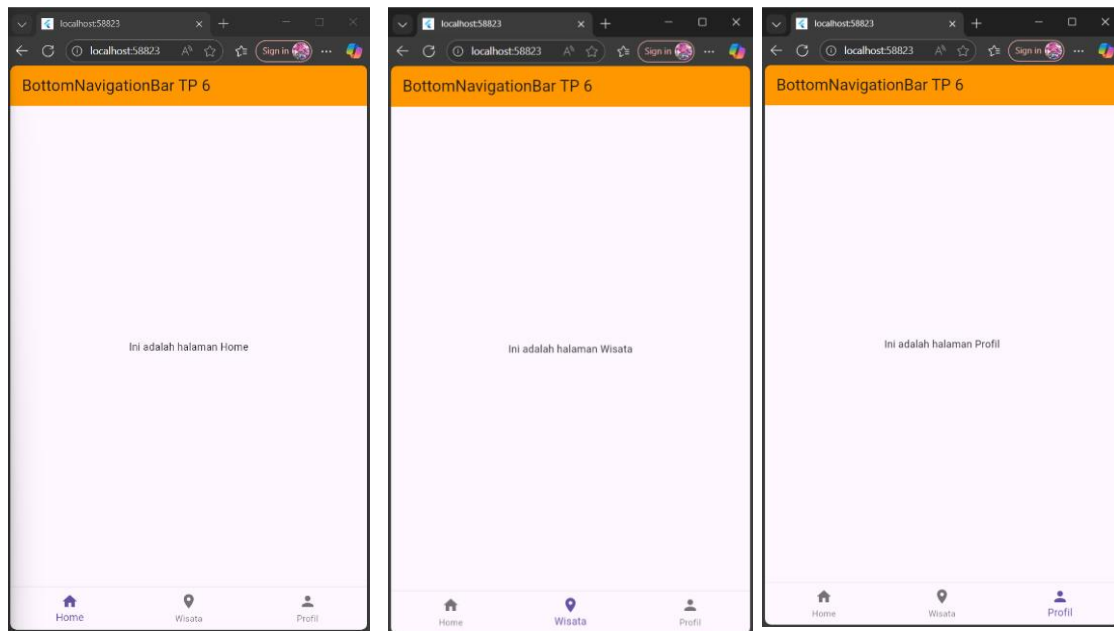 localhost:58823
localhost:58823
Sign in
BottomNavigationBar TP 6
Ini adalah halaman Home
Home
Wisata
Profil
localhost:58823
localhost:58823
Sign in
BottomNavigationBar TP 6
Ini adalah halaman Wisata
Home
Wisata
Profil
localhost:58823
localhost:58823
Sign in
BottomNavigationBar TP 6
Ini adalah halaman Profil
Home
Wisata
Profil